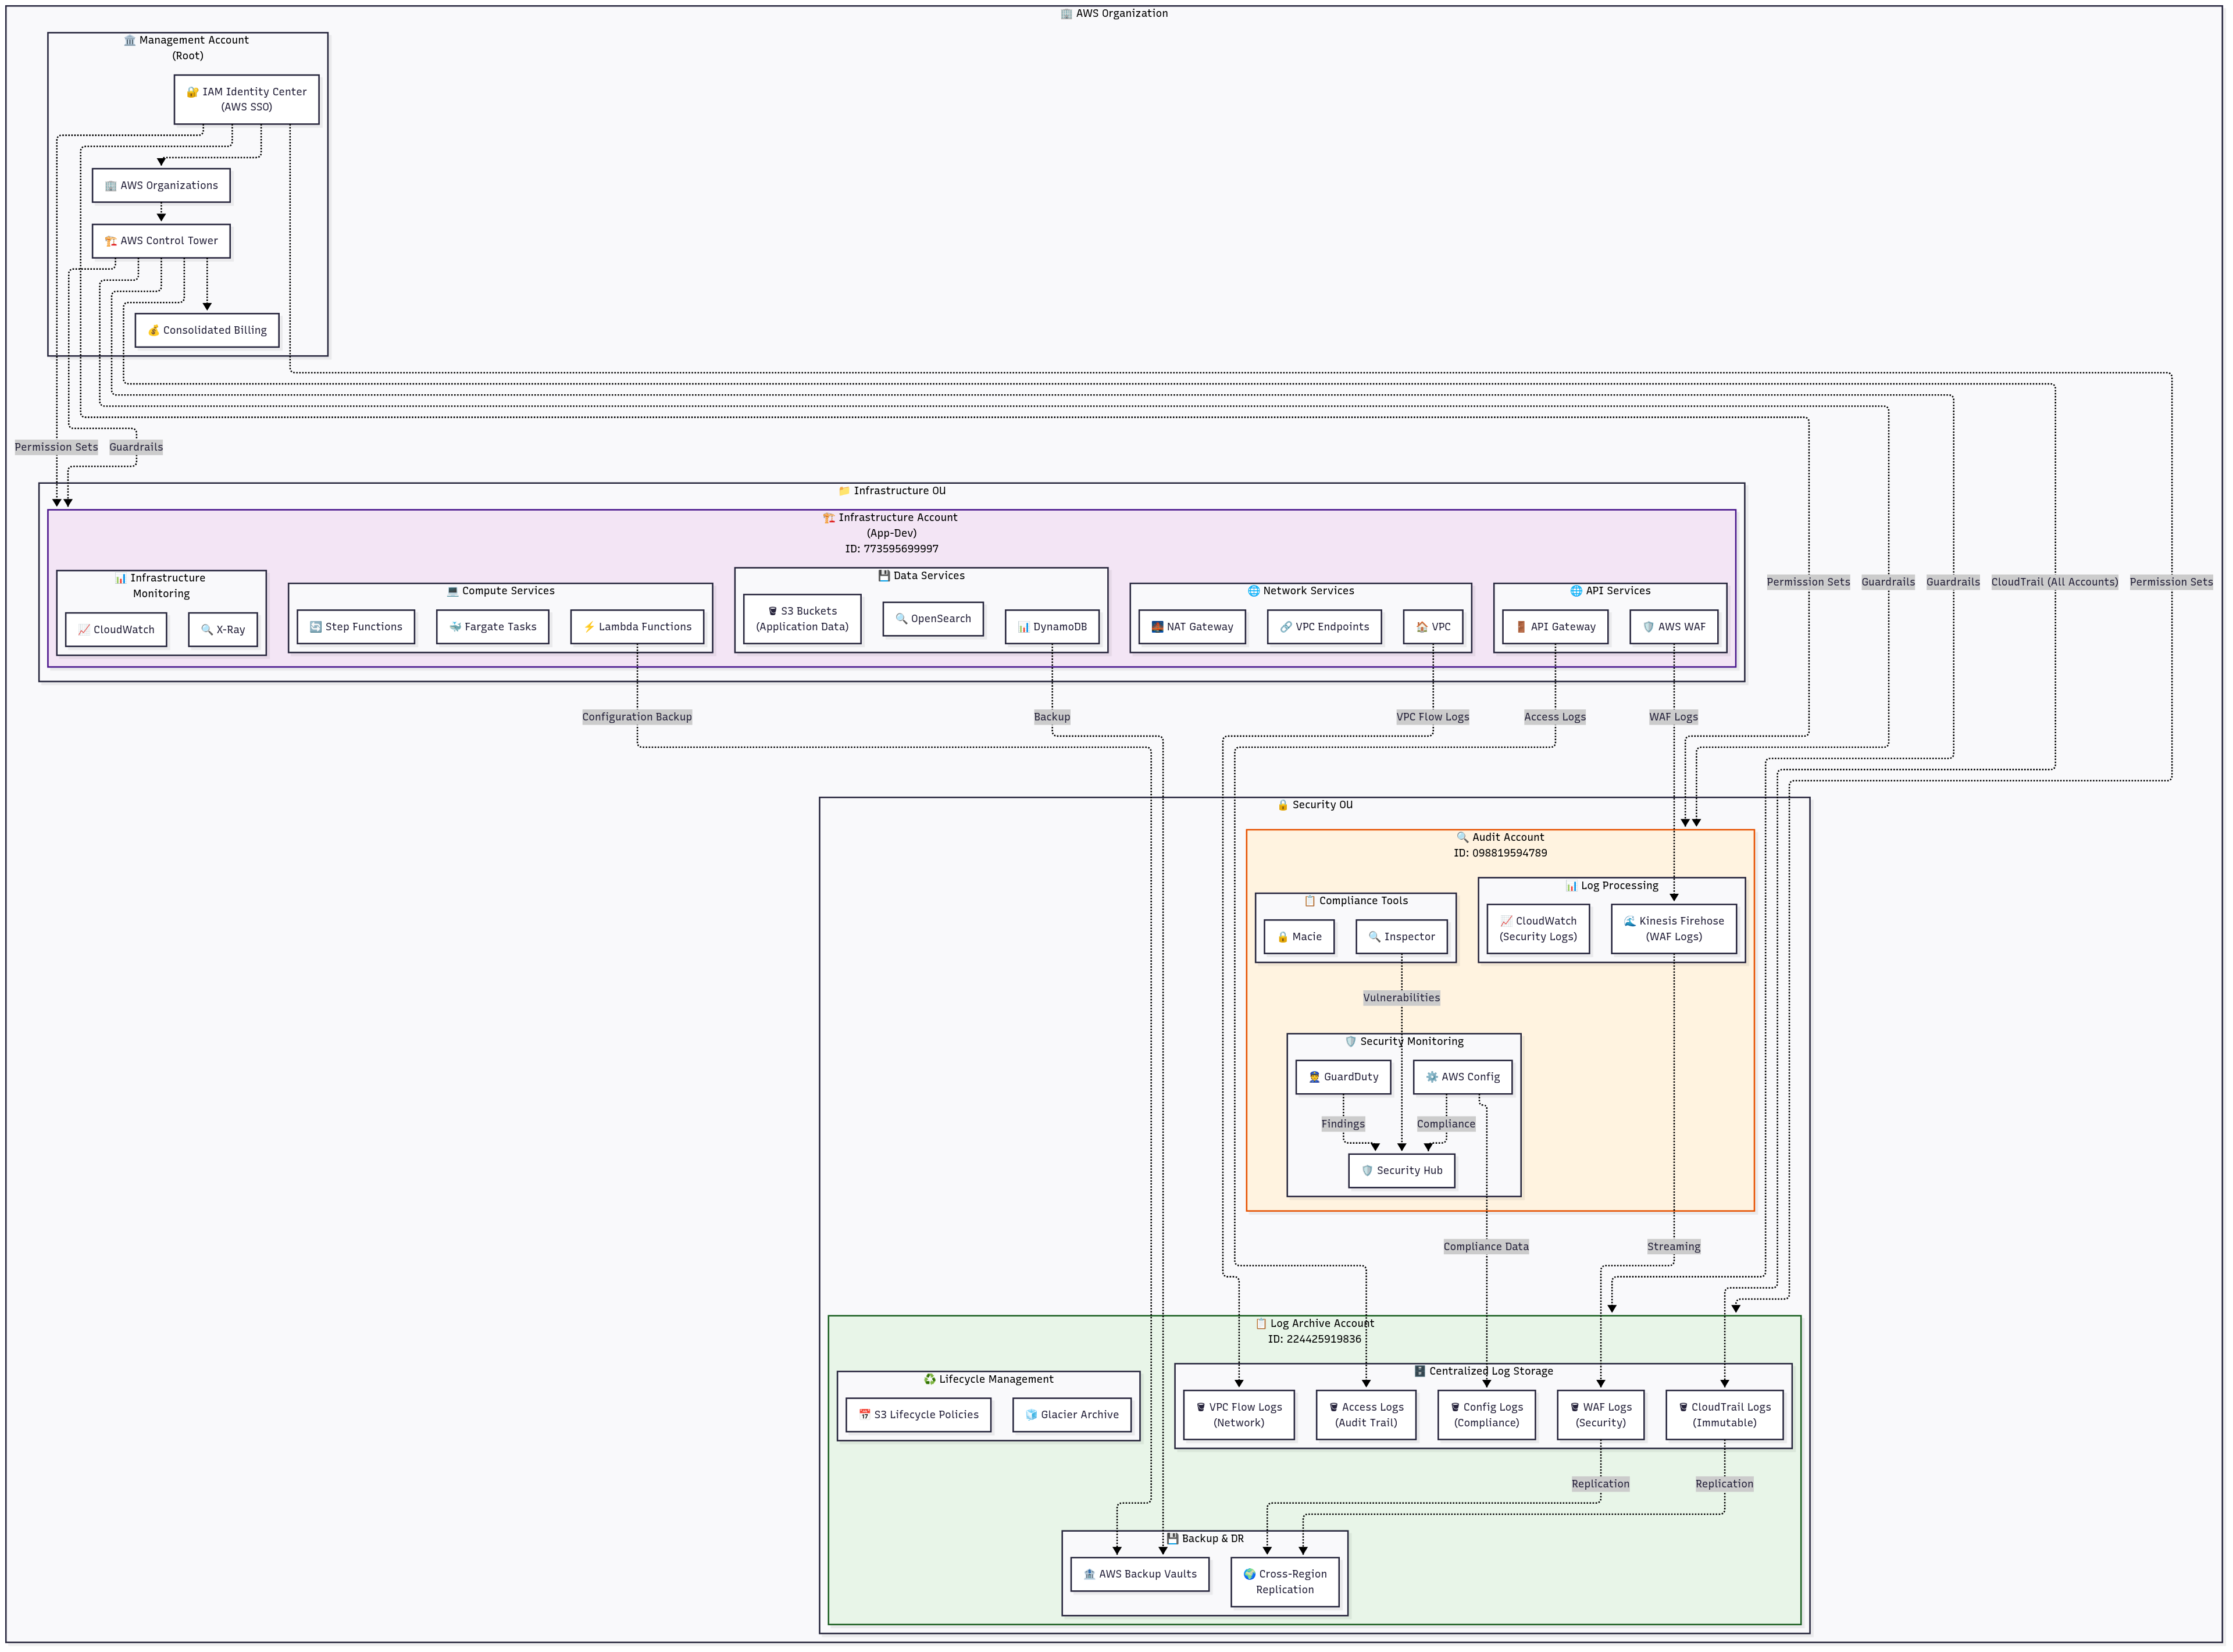 🏢 AWS Organization
🏛️ Management Account
(Root)
🔐 IAM Identity Center
(AWS SSO)
🏢 AWS Organizations
🏗️ AWS Control Tower
💰 Consolidated Billing
Permission Sets
Guardrails
📁 Infrastructure OU
🏗️ Infrastructure Account
(App-Dev)
ID: 773595699997
📊 Infrastructure
Monitoring
📈 CloudWatch
🔍 X-Ray
💻 Compute Services
🔄 Step Functions
🐳 Fargate Tasks
⚡ Lambda Functions
💾 Data Services
🪣 S3 Buckets
(Application Data)
🔍 OpenSearch
📊 DynamoDB
🌐 Network Services
🌉 NAT Gateway
🔗 VPC Endpoints
🏠 VPC
🌐 API Services
🚪 API Gateway
🛡️ AWS WAF
Permission Sets
Guardrails
Guardrails
CloudTrail (All Accounts)
Permission Sets
Configuration Backup
Backup
VPC Flow Logs
Access Logs
WAF Logs
🔒 Security OU
🔍 Audit Account
ID: 098819594789
📋 Compliance Tools
🔒 Macie
🔍 Inspector
📊 Log Processing
📈 CloudWatch
(Security Logs)
🌊 Kinesis Firehose
(WAF Logs)
Vulnerabilities
🛡️ Security Monitoring
👮 GuardDuty
⚙️ AWS Config
Findings
Compliance
🛡️ Security Hub
Compliance Data
Streaming
📋 Log Archive Account
ID: 224425919836
♻️ Lifecycle Management
📅 S3 Lifecycle Policies
🧊 Glacier Archive
🗄️ Centralized Log Storage
🪣 VPC Flow Logs
(Network)
🪣 Access Logs
(Audit Trail)
🪣 Config Logs
(Compliance)
🪣 WAF Logs
(Security)
🪣 CloudTrail Logs
(Immutable)
Replication
Replication
💾 Backup & DR
🏦 AWS Backup Vaults
🌍 Cross-Region
Replication